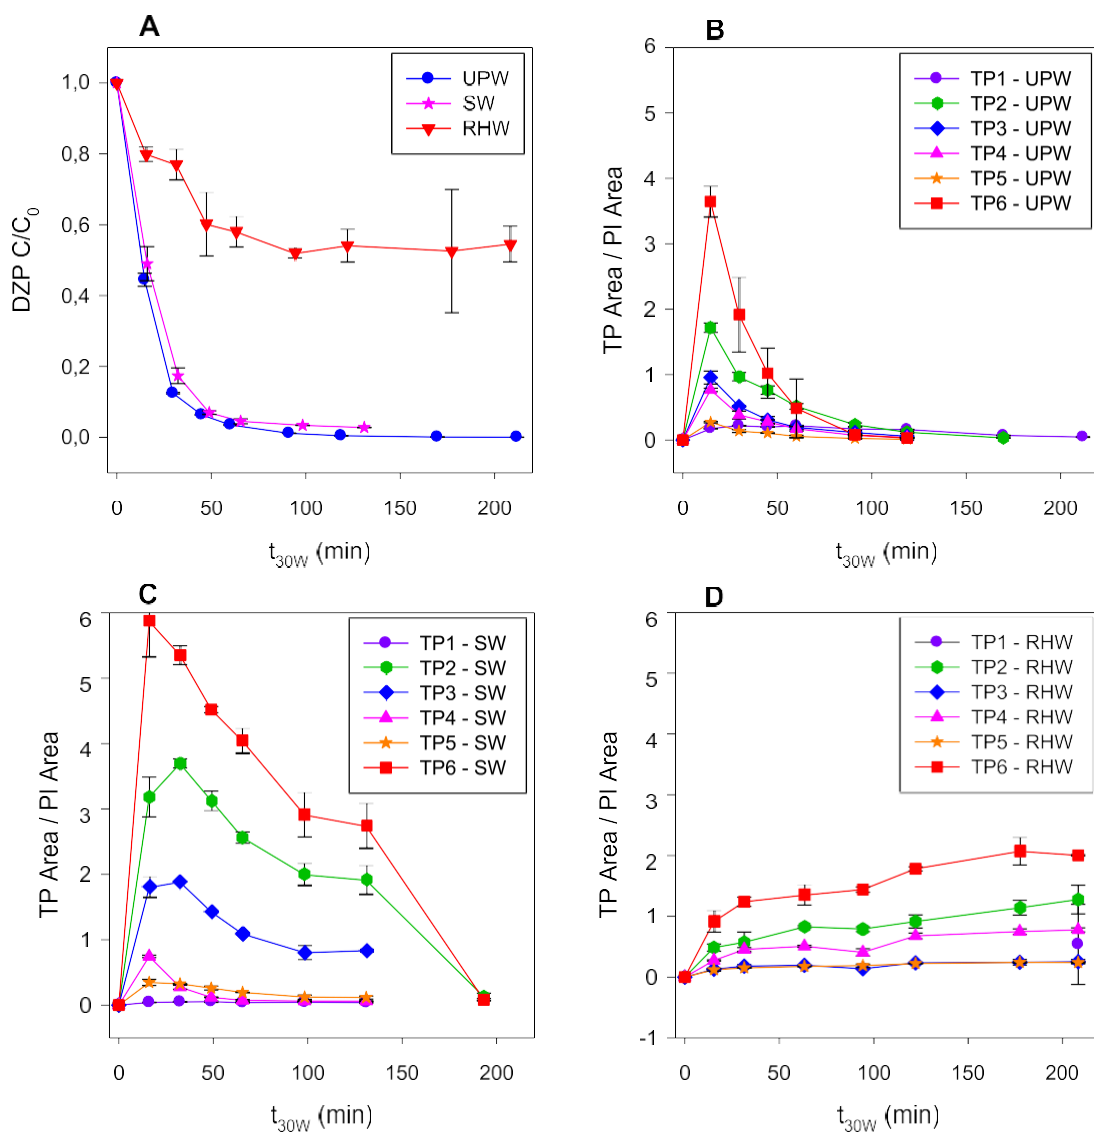 A
DZP C/C0
1,0
0.8
0.6
0.4
0.2
0.0
0
50
100
150
200
t30W (min)
UPW
SW
RHW
B
TP Area / PI Area
6
5
4
3
2
1
0
0
50
100
150
200
t30W (min)
TP1 - UPW
TP2 - UPW
TP3 - UPW
TP4 - UPW
TP5 - UPW
TP6 - UPW
C
TP Area / PI Area
6
5
4
3
2
1
0
0
50
100
150
200
t30W (min)
TP1 - SW
TP2 - SW
TP3 - SW
TP4 - SW
TP5 - SW
TP6 - SW
D
TP Area / PI Area
6
5
4
3
2
1
0
-1
0
50
100
150
200
t30W (min)
TP1 - RHW
TP2 - RHW
TP3 - RHW
TP4 - RHW
TP5 - RHW
TP6 - RHW